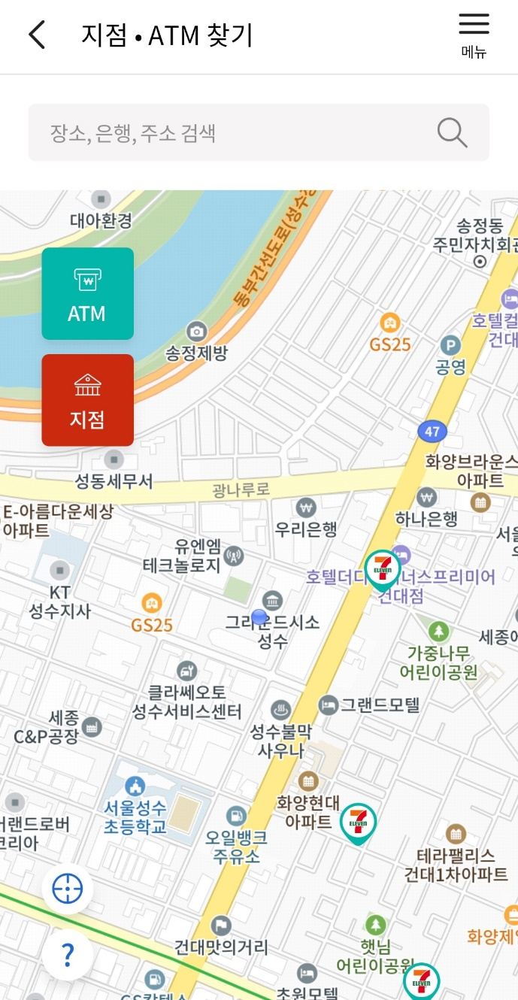 지점 • ATM 찾기
메뉴
장소, 은행, 주소 검색
대아환경
동부간선도로(성수
송정동
주민자치회관
ATM
송정제방
GS25
공영
호텔컬
건대
지점
47
성동세무서
광나루로
화양브라운스
아파트
E-아름다운세상
아파트
우리은행
하나은행
서울
유엔엠
테크놀로지
7
ELEVEN
호텔더디
너스프리미어
건대점
KT
성수지사
GS25
그라운드시소
성수
가중나무
어린이공원
세종어
클라쎄오토
성수서비스센터
그랜드모텔
세종
C&P공장
성수불막
사우나
서울성수
초등학교
화양현대
아파트
7
ELEVEN
어랜드로버
코리아
오일뱅크
주유소
테라팰리스
건대1차아파트
?
건대맛의거리
햇님
어린이공원
화양제일
7
ELEVEN
GS칼텍스
초원모텔